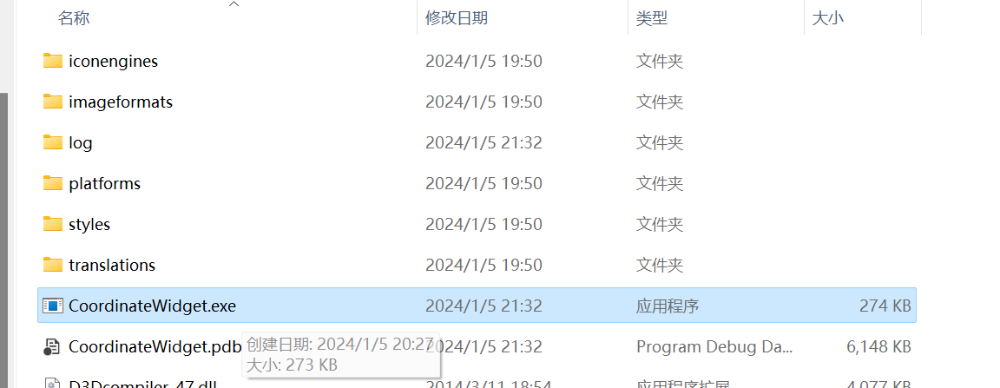 名称 修改日期 类型 大小
iconengines 2024/1/5 19:50 文件夹
imageformats 2024/1/5 19:50 文件夹
log 2024/1/5 21:32 文件夹
platforms 2024/1/5 19:50 文件夹
styles 2024/1/5 19:50 文件夹
translations 2024/1/5 19:50 文件夹
CoordinateWidget.exe 2024/1/5 21:32 应用程序 274 KB
CoordinateWidget.pdb 2024/1/5 21:32 Program Debug Da... 6,148 KB
创建日期: 2024/1/5 20:27
大小: 273 KB
D3Dcompiler_47.dll 2014/3/11 18:54 应用程序扩展 4,077 KB